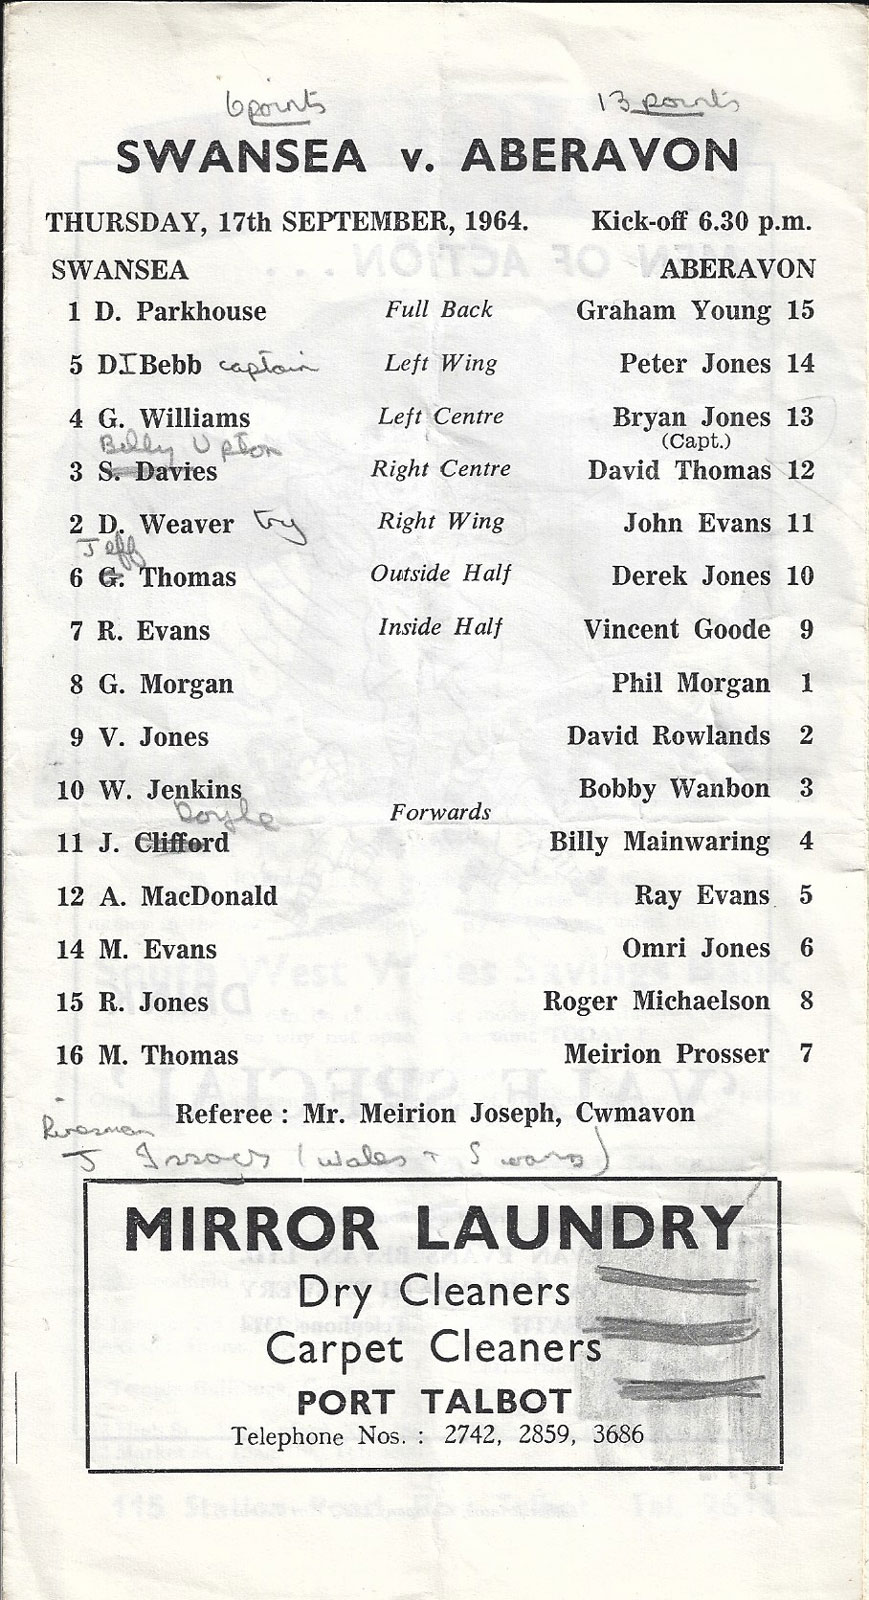 6 points 13 points
SWANSEA v. ABERAVON
THURSDAY, 17th SEPTEMBER, 1964. Kick-off 6.30 p.m.
SWANSEA ABERAVON
1 D. Parkhouse Full Back Graham Young 15
5 D I Bebb captain Left Wing Peter Jones 14
4 G. Williams Left Centre Bryan Jones 13
(Capt.)
Billy Upton
3 S. Davies Right Centre David Thomas 12
2 D. Weaver try Right Wing John Evans 11
Jeff
6 G. Thomas Outside Half Derek Jones 10
7 R. Evans Inside Half Vincent Goode 9
8 G. Morgan Phil Morgan 1
9 V. Jones David Rowlands 2
10 W. Jenkins Bobby Wanbon 3
Forwards
Doyle
11 J. Clifford Billy Mainwaring 4
12 A. MacDonald Ray Evans 5
14 M. Evans Omri Jones 6
15 R. Jones Roger Michaelson 8
16 M. Thomas Meirion Prosser 7
Referee : Mr. Meirion Joseph, Cwmavon
J (Wales + Swans)
MIRROR LAUNDRY
Dry Cleaners
Carpet Cleaners
PORT TALBOT
Telephone Nos. : 2742, 2859, 3686